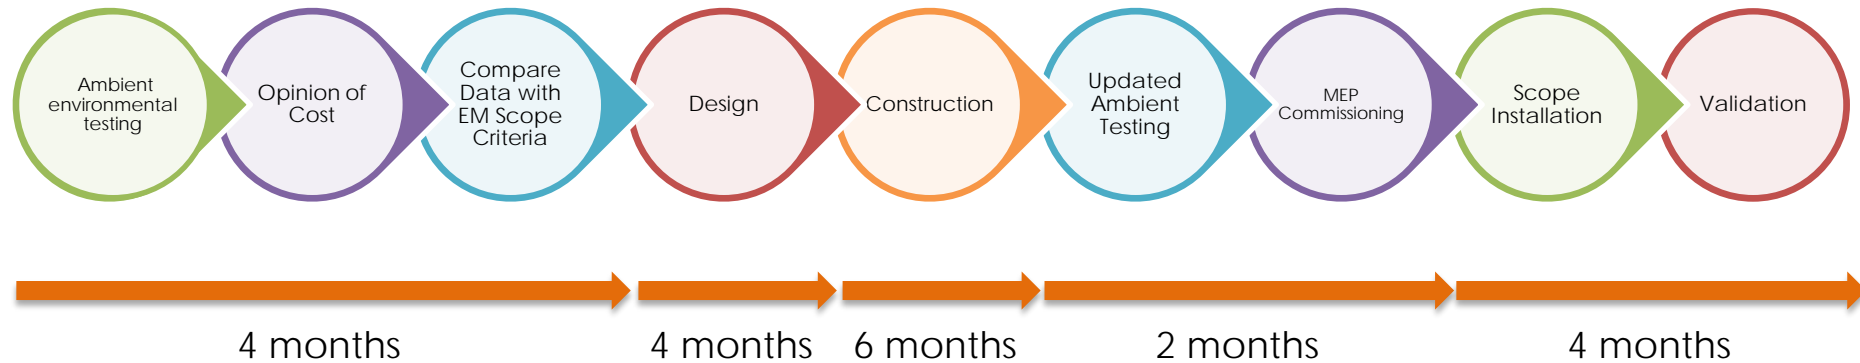 Ambient
environmental
testing
Opinion of
Cost
Compare
Data with
EM Scope
Criteria
Design
Construction
Updated
Ambient
Testing
MEP
Commissioning
Scope
Installation
Validation
4 months
4 months
6 months
2 months
4 months